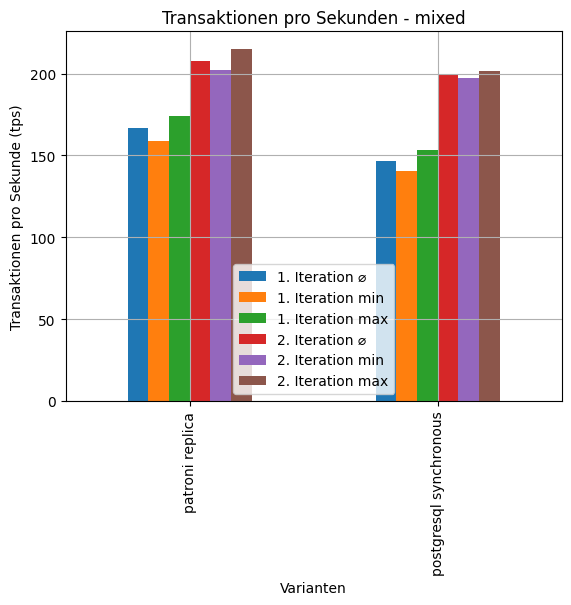 Transaktionen pro Sekunden - mixed
Transaktionen pro Sekunde (tps)
200
150
100
50
0
1. Iteration ⌀
1. Iteration min
1. Iteration max
2. Iteration ⌀
2. Iteration min
2. Iteration max
patroni replica
postgresql synchronous
Varianten